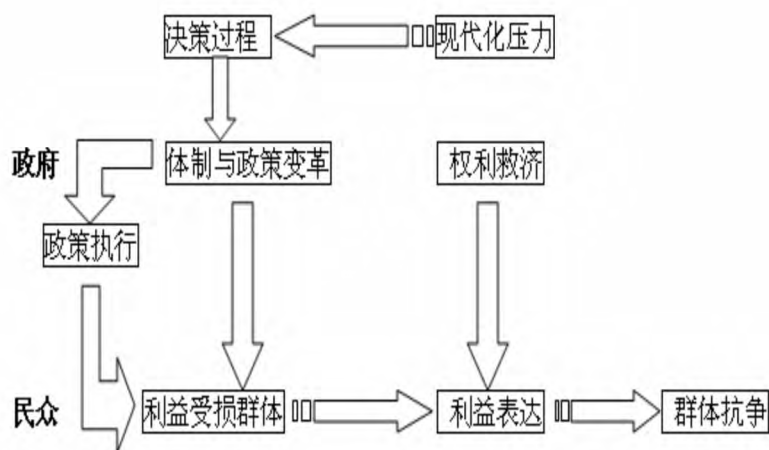 决策过程
现代化压力
政府
体制与政策变革
权利救济
政策执行
民众
利益受损群体
利益表达
群体抗争